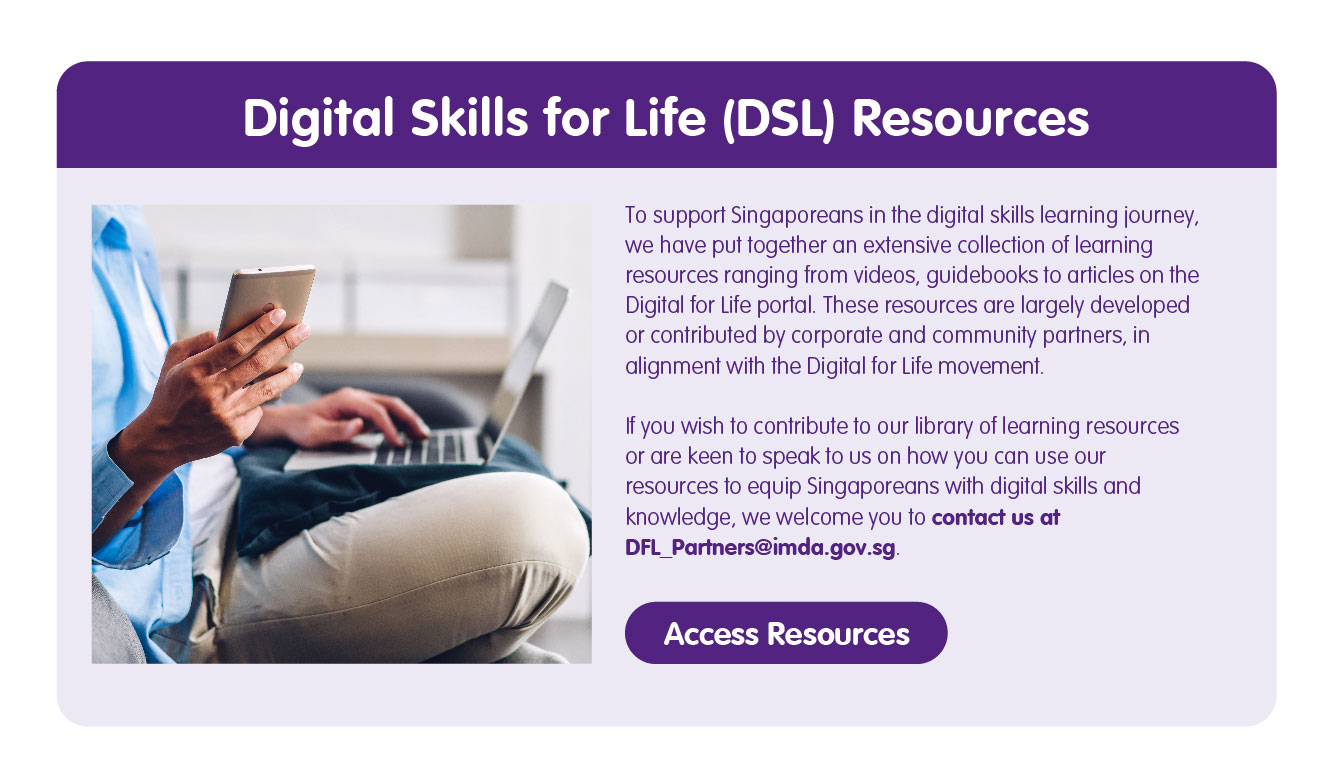 Digital Skills for Life (DSL) Resources
To support Singaporeans in the digital skills learning journey,
we have put together an extensive collection of learning
resources ranging from videos, guidebooks to articles on the
Digital for Life portal. These resources are largely developed
or contributed by corporate and community partners, in
alignment with the Digital for Life movement.
If you wish to contribute to our library of learning resources
or are keen to speak to us on how you can use our
resources to equip Singaporeans with digital skills and
knowledge, we welcome you to contact us at
DFL_Partners@imda.gov.sg.
Access Resources